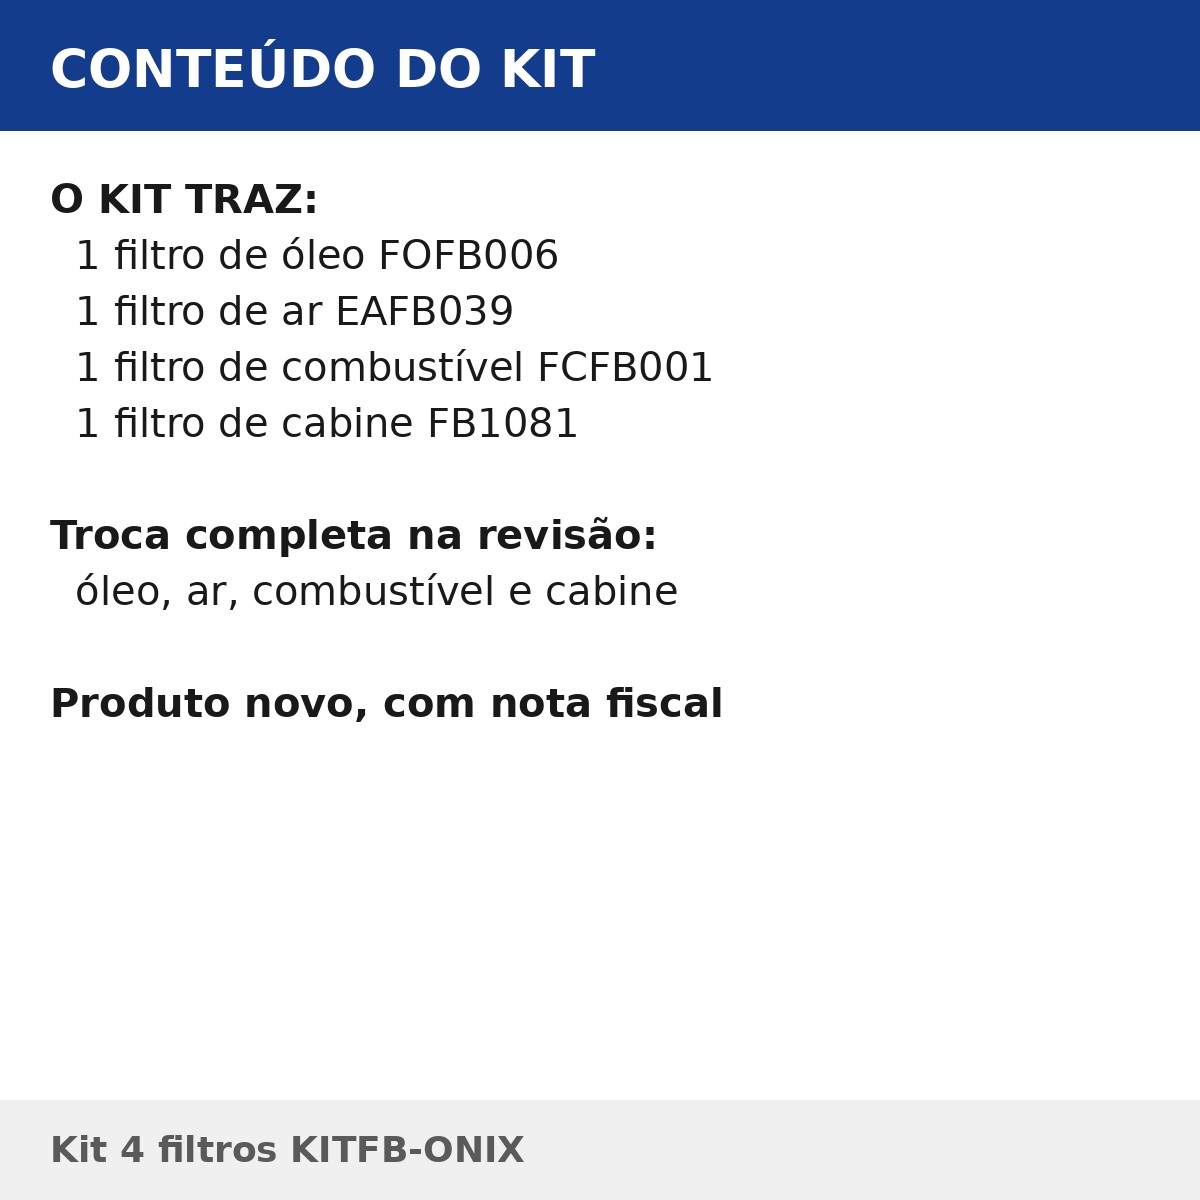 CONTEÚDO DO KIT
O KIT TRAZ:
1 filtro de óleo FOFB006
1 filtro de ar EAFB039
1 filtro de combustível FCFB001
1 filtro de cabine FB1081
Troca completa na revisão:
óleo, ar, combustível e cabine
Produto novo, com nota fiscal
Kit 4 filtros KITFB-ONIX